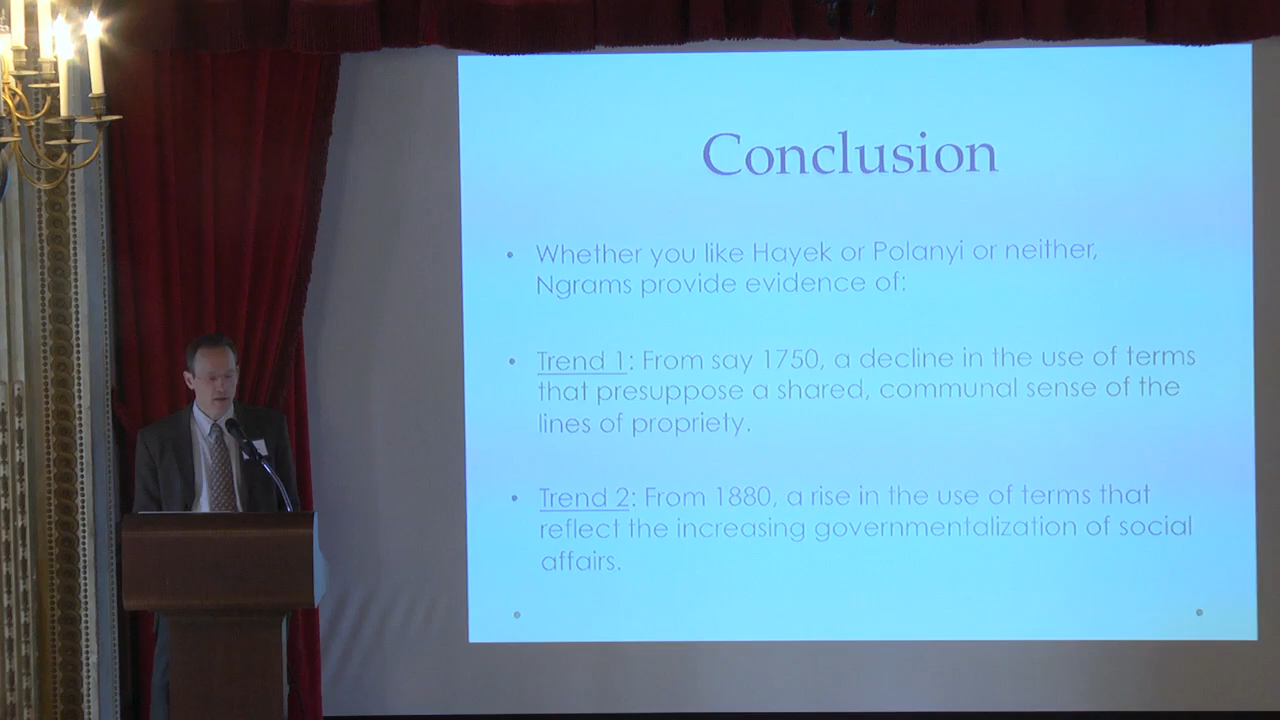 Conclusion
• Whether you like Hayek or Polanyi or neither,
Ngrams provide evidence of:
• Trend 1: From say 1750, a decline in the use of terms
that presuppose a shared, communal sense of the
lines of propriety.
• Trend 2: From 1880, a rise in the use of terms that
reflect the increasing governmentalization of social
affairs.